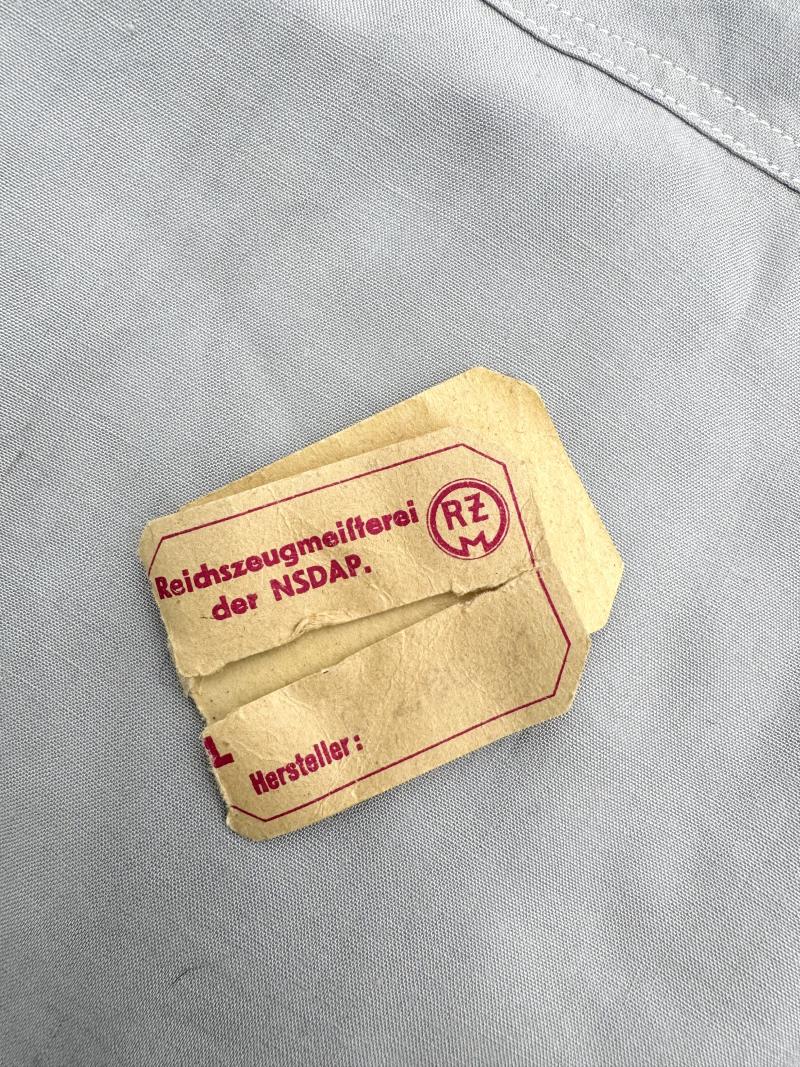 Reichszeugmeiſterei
der NSDAP.
RZ
M
L
Hersteller: